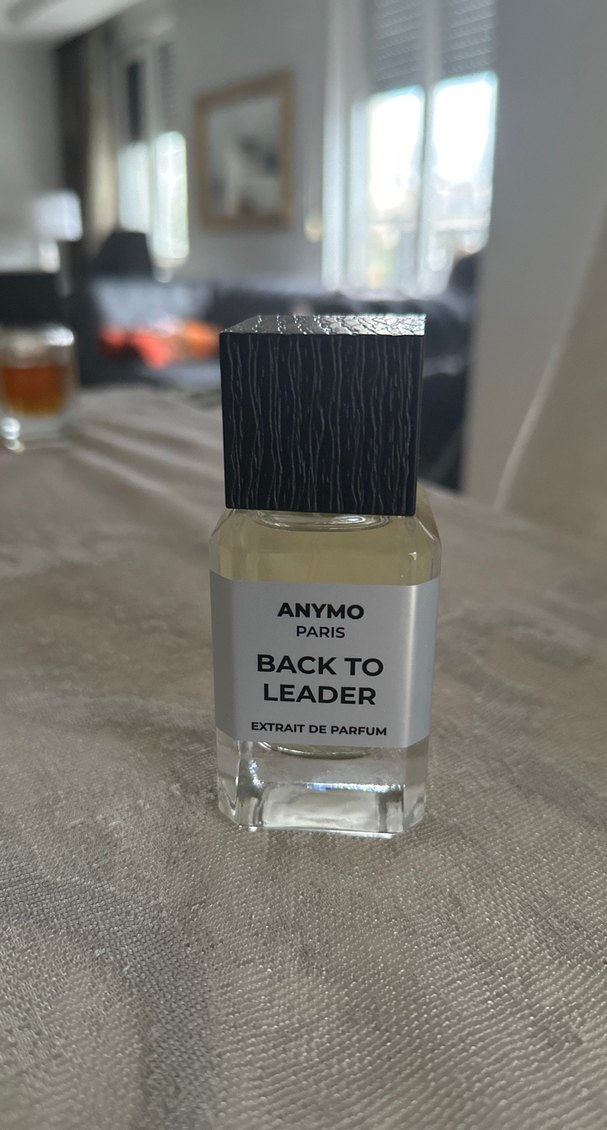 ANYMO
PARIS
BACK TO
LEADER
EXTRAIT DE PARFUM